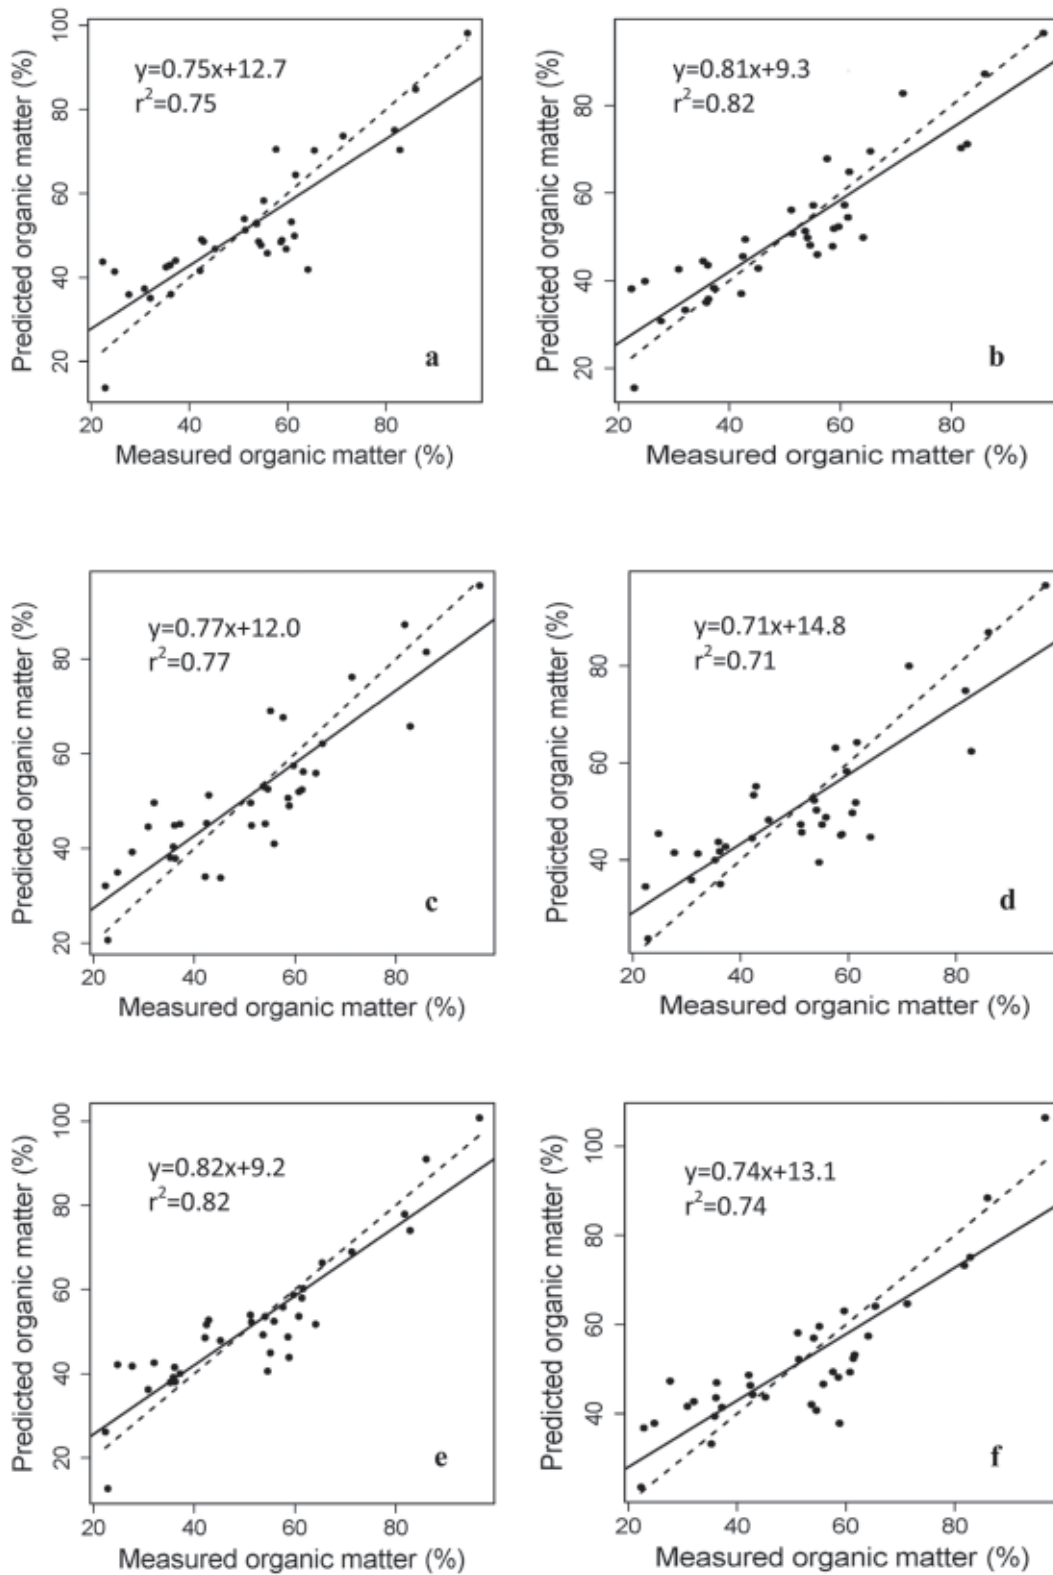 Predicted organic matter (%)
100
80
60
40
20
y=0.75x+12.7
r²=0.75
a
20 40 60 80
Measured organic matter (%)
Predicted organic matter (%)
80
60
40
20
y=0.81x+9.3
r²=0.82
b
20 40 60 80
Measured organic matter (%)
Predicted organic matter (%)
80
60
40
20
y=0.77x+12.0
r²=0.77
c
20 40 60 80
Measured organic matter (%)
Predicted organic matter (%)
80
60
40
y=0.71x+14.8
r²=0.71
d
20 40 60 80
Measured organic matter (%)
Predicted organic matter (%)
100
80
60
40
20
y=0.82x+9.2
r²=0.82
e
20 40 60 80
Measured organic matter (%)
Predicted organic matter (%)
100
80
60
40
y=0.74x+13.1
r²=0.74
f
20 40 60 80
Measured organic matter (%)